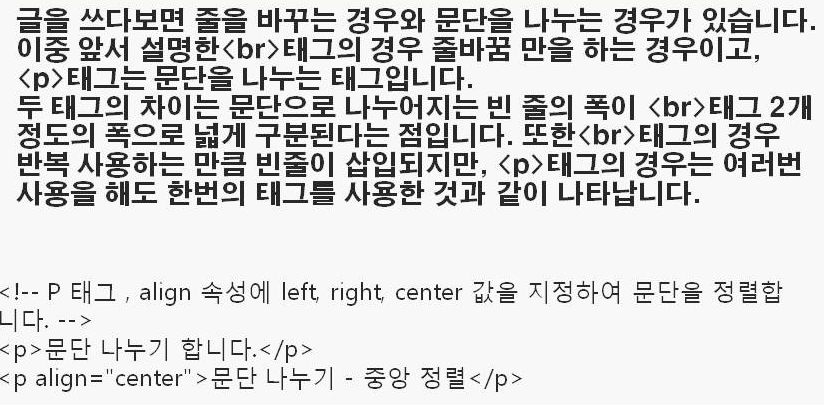 글을 쓰다보면 줄을 바꾸는 경우와 문단을 나누는 경우가 있습니다.
이중 앞서 설명한<br>태그의 경우 줄바꿈 만을 하는 경우이고,
<p>태그는 문단을 나누는 태그입니다.
두 태그의 차이는 문단으로 나누어지는 빈 줄의 폭이 <br>태그 2개
정도의 폭으로 넓게 구분된다는 점입니다. 또한<br>태그의 경우
반복 사용하는 만큼 빈줄이 삽입되지만, <p>태그의 경우는 여러번
사용을 해도 한번의 태그를 사용한 것과 같이 나타납니다.
<!-- P 태그 , align 속성에 left, right, center 값을 지정하여 문단을 정렬합
니다. -->
<p>문단 나누기 합니다.</p>
<p align="center">문단 나누기 - 중앙 정렬</p>